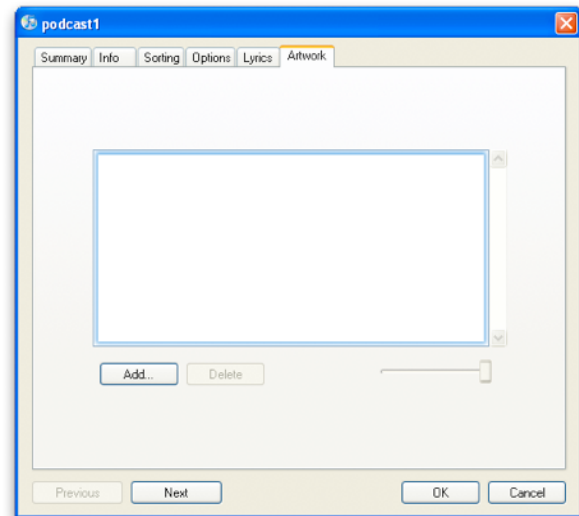 podcast1
Summary Info Sorting Options Lyrics Artwork
Add... Delete
Previous Next OK Cancel